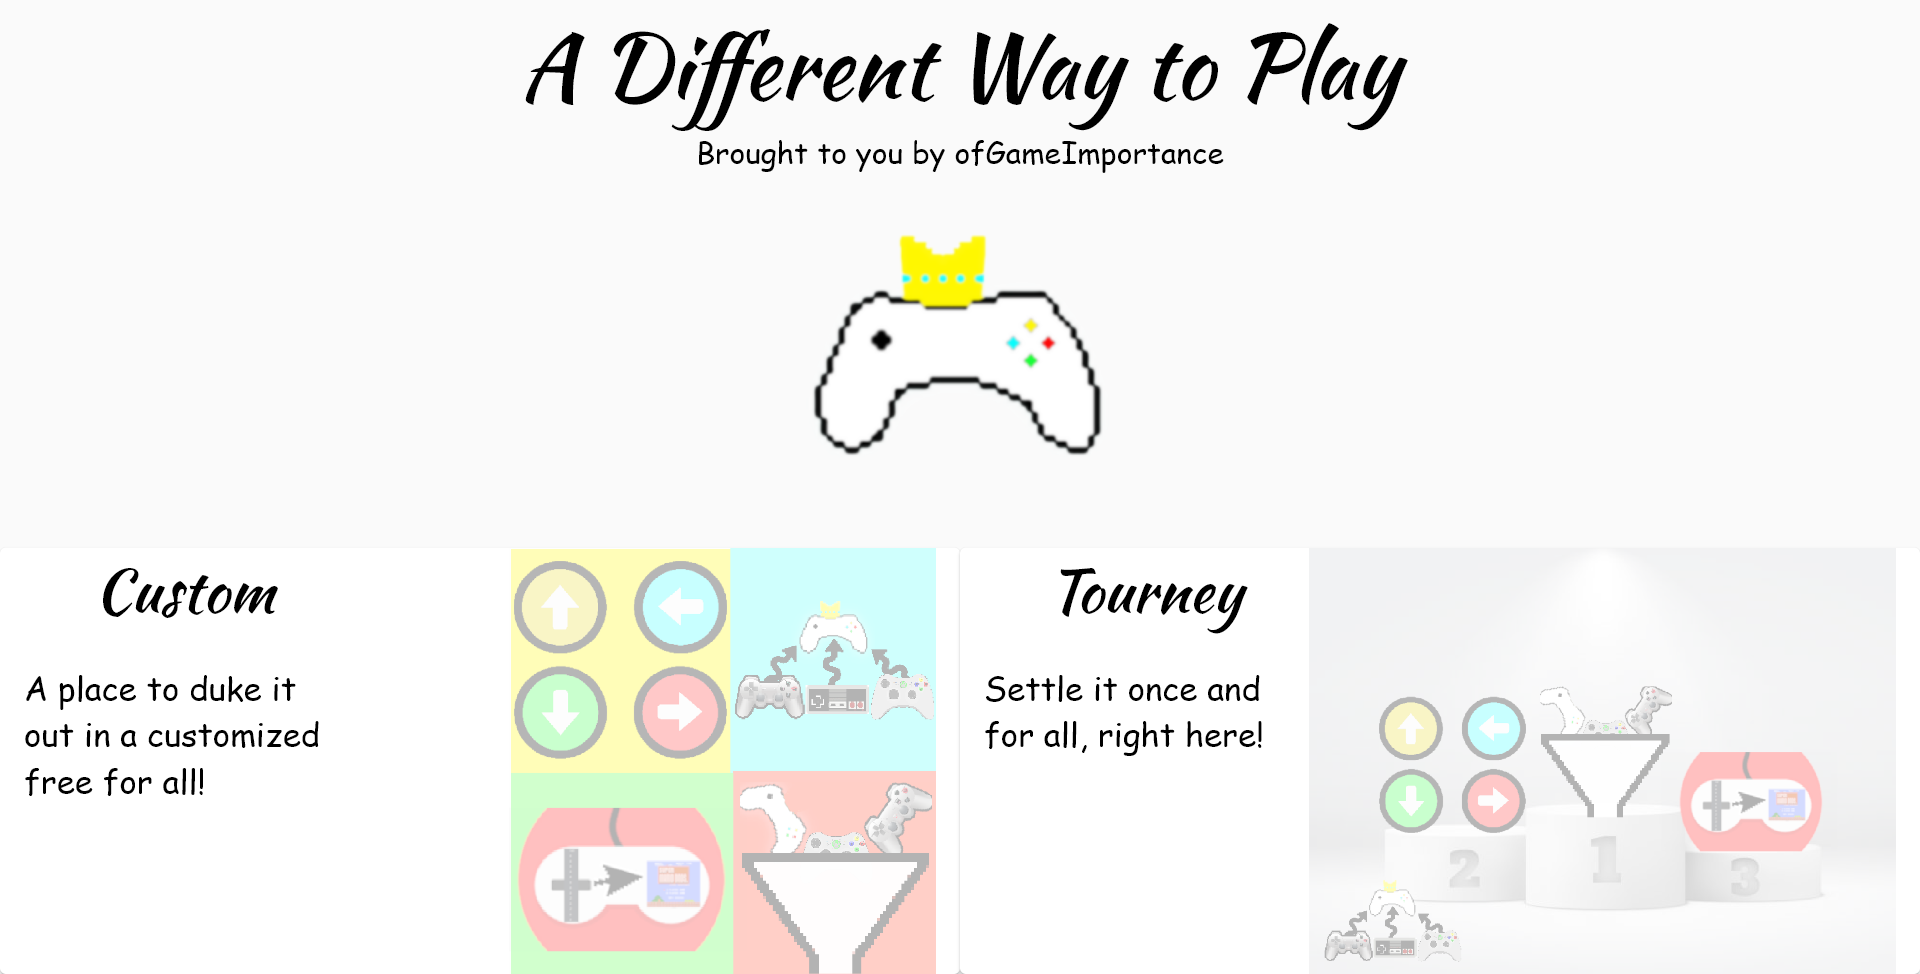 A Different Way to Play
Brought to you by ofGameImportance
Custom
A place to duke it
out in a customized
free for all!
Tourney
Settle it once and
for all, right here!
2
1
3